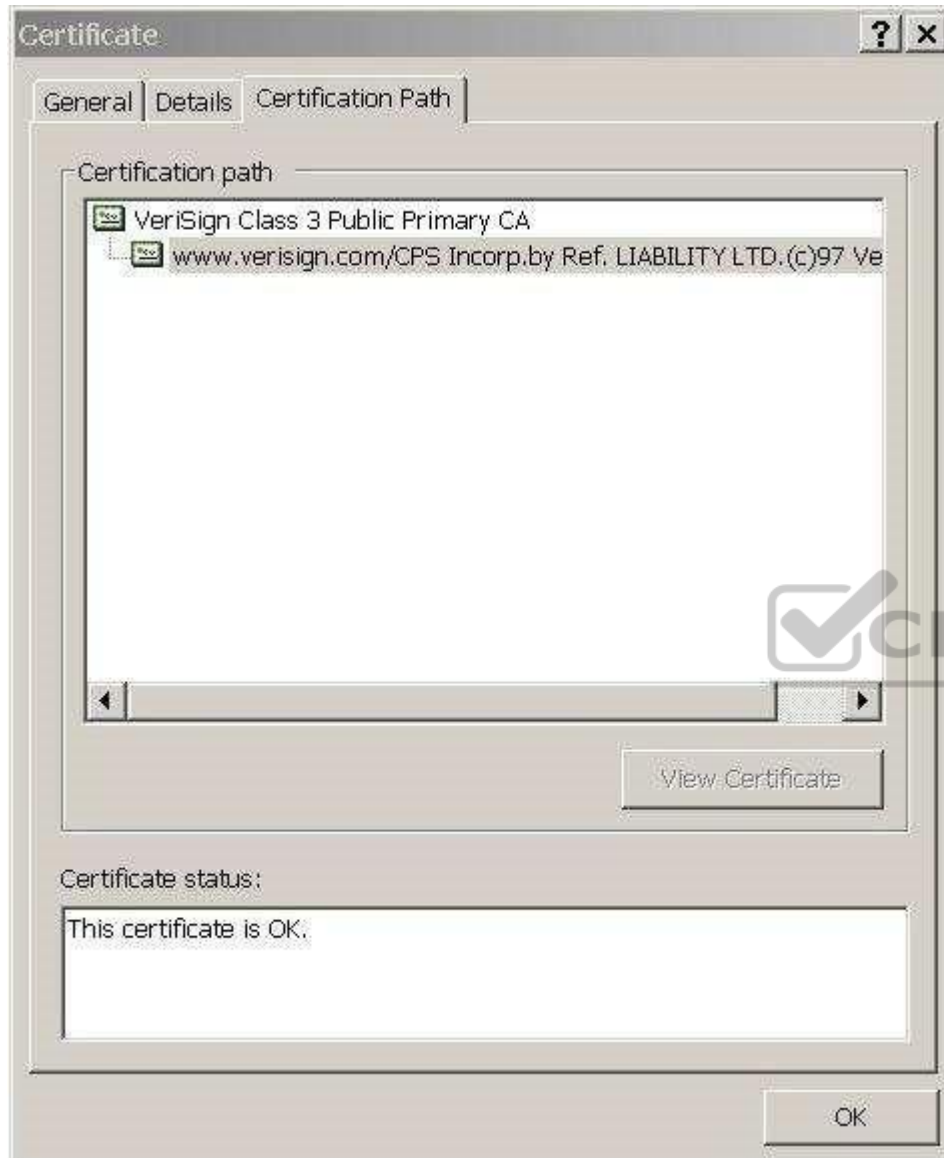 Certificate
General Details Certification Path
Certification path
VeriSign Class 3 Public Primary CA
www.verisign.com/CPS Incorp.by Ref. LIABILITY LTD.(c)97 Ve
View Certificate
Certificate status:
This certificate is OK.
OK